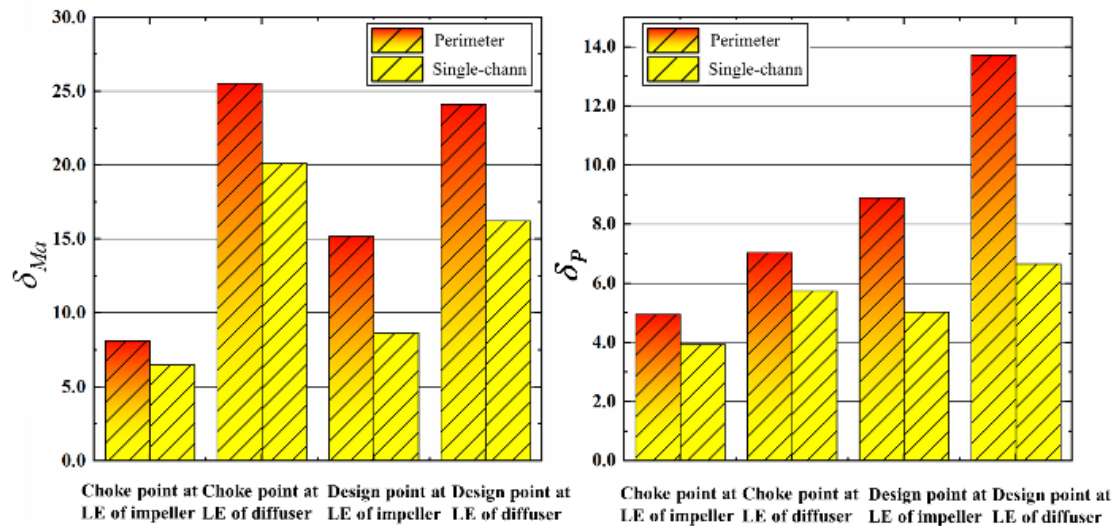 30.0
25.0
20.0
15.0
10.0
5.0
0.0
δMa
Perimeter
Single-chann
Choke point at LE of impeller
Choke point at LE of diffuser
Design point at LE of impeller
Design point at LE of diffuser
14.0
12.0
10.0
8.0
6.0
4.0
2.0
0.0
δP
Perimeter
Single-chann
Choke point at LE of impeller
Choke point at LE of diffuser
Design point at LE of impeller
Design point at LE of diffuser